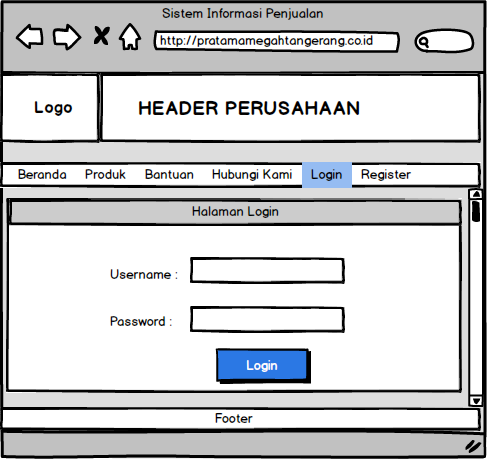 Sistem Informasi Penjualan
http://pratamamegahtangerang.co.id
Logo
HEADER PERUSAHAAN
Beranda Produk Bantuan Hubungi Kami Login Register
Halaman Login
Username :
Password :
Login
Footer